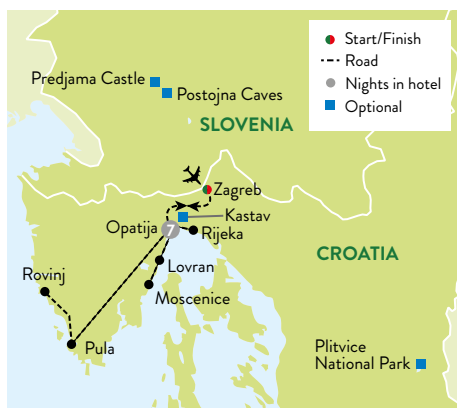 Start/Finish
Road
Nights in hotel
Optional
Predjama Castle
Postojna Caves
SLOVENIA
Zagreb
Kastav
Opatija
7
Rijeka
CROATIA
Lovran
Rovinj
Moscenice
Pula
Plitvice
National Park